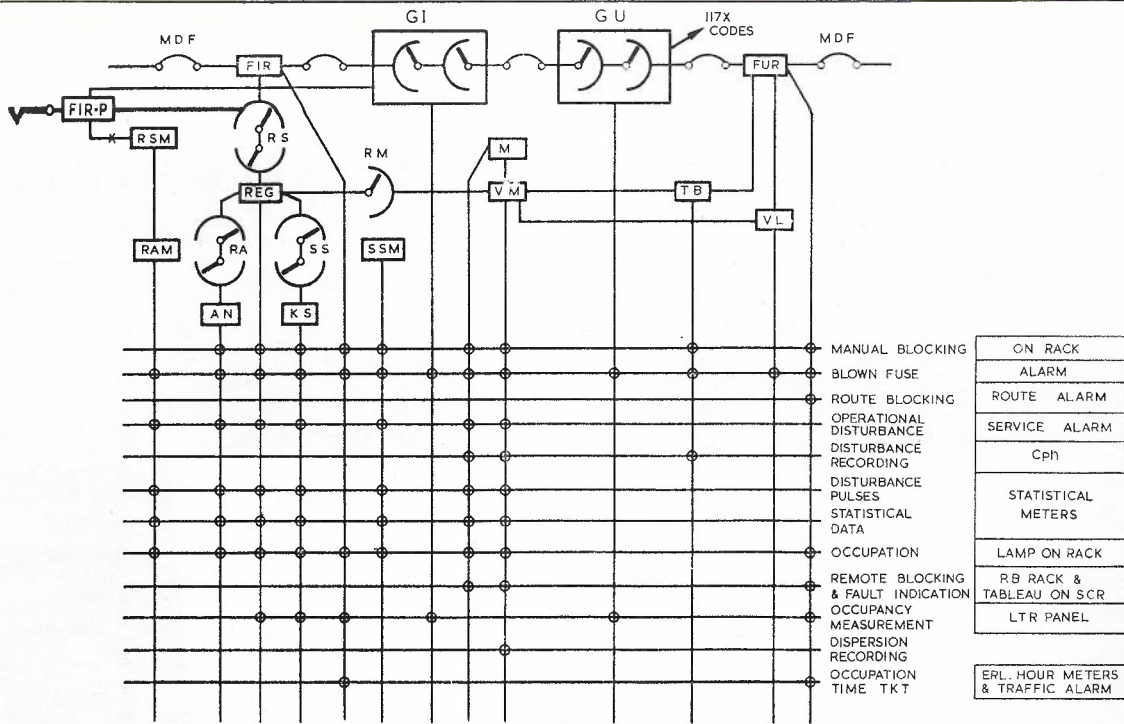 GI
GU
117X
CODES
MDF
MDF
FIR
FUR
FIR-P
RSM
RS
RM
M
REG
VM
TB
VL
RAM
RA
SS
SSM
AN
KS
MANUAL BLOCKING
ON RACK
BLOWN FUSE
ALARM
ROUTE BLOCKING
ROUTE ALARM
OPERATIONAL
DISTURBANCE
SERVICE ALARM
DISTURBANCE
RECORDING
Cph
DISTURBANCE
PULSES
STATISTICAL
METERS
STATISTICAL
DATA
OCCUPATION
LAMP ON RACK
REMOTE BLOCKING
& FAULT INDICATION
RB RACK &
TABLEAU ON SCR
OCCUPANCY
MEASUREMENT
LTR PANEL
DISPERSION
RECORDING
OCCUPATION
TIME TKT
ERL. HOUR METERS
& TRAFFIC ALARM